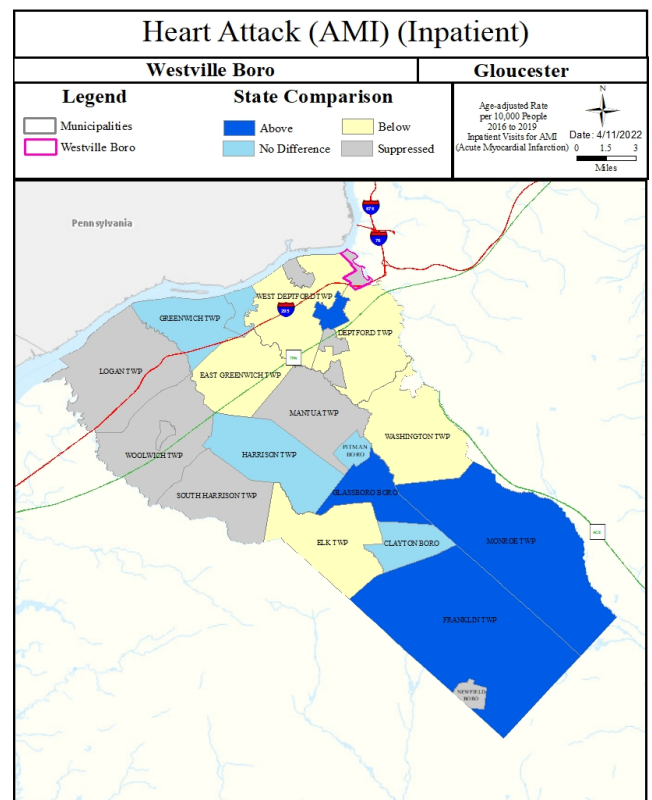 Heart Attack (AMI) (Inpatient)
Westville Boro
Gloucester
Legend
Municipalities
Westville Boro
State Comparison
Above
Below
No Difference
Suppressed
Age-adjusted Rate
per 10,000 People
2016 to 2019
Inpatient Visits for AMI
(Acute Myocardial Infarction)
N
Date: 4/11/2022
0 1.5 3
Miles
Pennsylvania
676
76
WEST DEPTFORD TWP
295
GREENWICH TWP
DEPTFORD TWP
LOGAN TWP
EAST GREENWICH TWP
MANTUA TWP
WASHINGTON TWP
PITMAN
BORO
HARRISON TWP
WOOLWICH TWP
GLASSBORO BORO
SOUTH HARRISON TWP
ELK TWP
CLAYTON BORO
MONROE TWP
FRANKLIN TWP
NEWFIELD
BORO